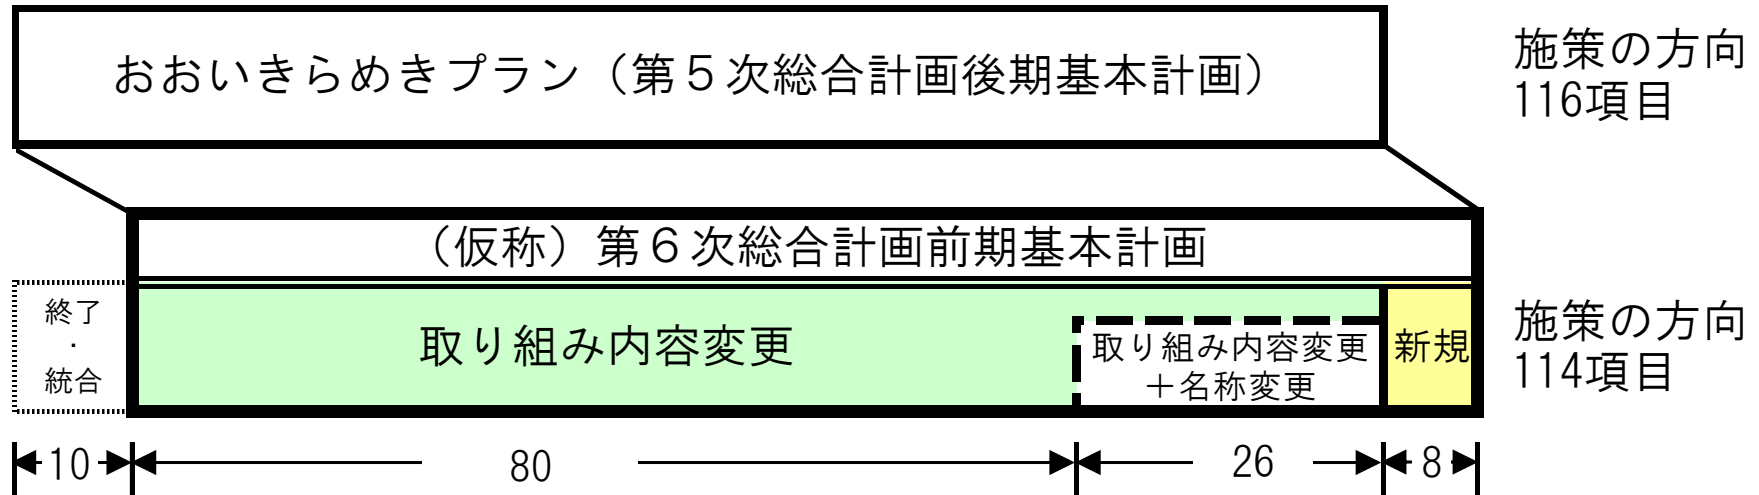 おおいきらめきプラン（第５次総合計画後期基本計画）
施策の方向
116項目
（仮称）第６次総合計画前期基本計画
終了
・
統合
取り組み内容変更
取り組み内容変更
＋名称変更
新規
施策の方向
114項目
10
80
26
8